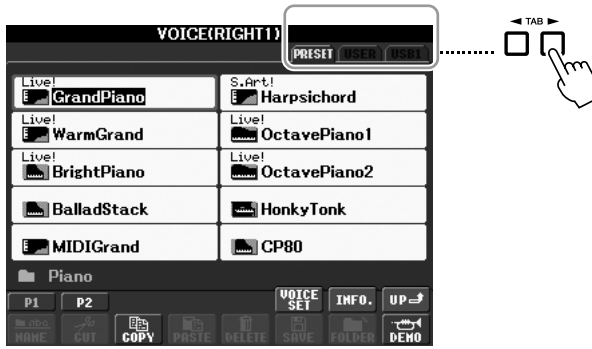 VOICE(RIGHT1)
PRESET USER USB1
◄ TAB ►
Live!
GrandPiano
S.Art!
Harpsichord
Live!
WarmGrand
Live!
OctavePiano1
Live!
BrightPiano
Live!
OctavePiano2
BalladStack
HonkyTonk
MIDIGrand
CP80
Piano
P1 P2 VOICE SET INFO. UP
NAME CUT COPY PASTE DELETE SAVE FOLDER DEMO